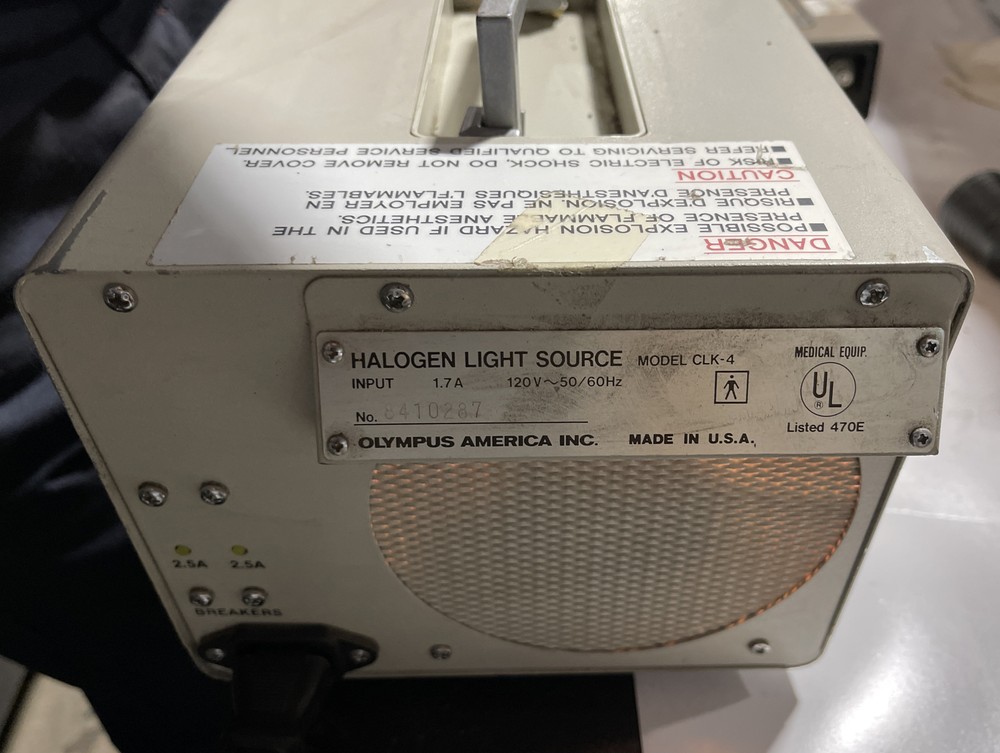 DANGER
■POSSIBLE EXPLOSION HAZARD IF USED IN THE
PRESENCE OF FLAMMABLE ANESTHETICS.
■RISQUE D'EXPLOSION. NE PAS EMPLOYER EN
PRESENCE D'ANESTHESIQUES L'FLAMMABLES.
CAUTION
■RISK OF ELECTRIC SHOCK. DO NOT REMOVE COVER.
■REFER SERVICING TO QUALIFIED SERVICE PERSONNEL
HALOGEN LIGHT SOURCE MODEL CLK-4
INPUT 1.7A 120V~50/60Hz
No. 8410287
OLYMPUS AMERICA INC. MADE IN U.S.A.
MEDICAL EQUIP.
UL ®
Listed 470E
2.5A 2.5A
BREAKERS